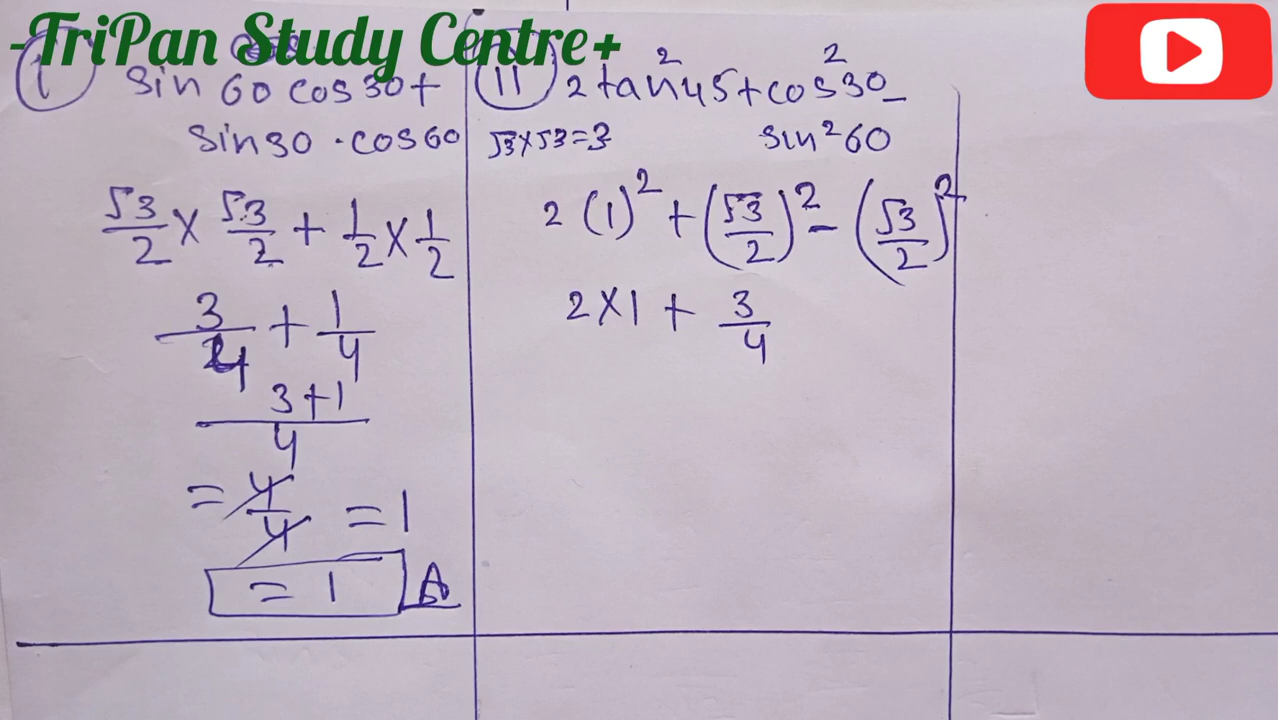 -TriPan Study Centre+
(i) sin 60 cos 30 +
sin 30 . cos 60
√3/2 × √3/2 + 1/2 × 1/2
3/4 + 1/4
3+1/4
= 4/4 = 1
= 1 A
(ii) 2 tan²45 + cos²30 -
√3×√3=3 sin²60
2 (1)² + (√3/2)² - (√3/2)²
2×1 + 3/4